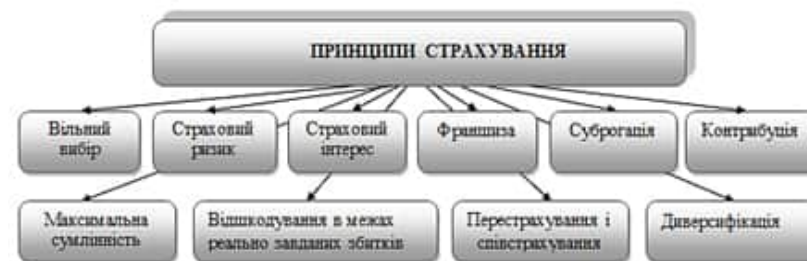 ПРИНЦИПИ СТРАХУВАННЯ
Вільний
вибір
Страховий
ризик
Страховий
інтерес
Франшиза
Суброгація
Контрибуція
Максимальна
сумлінність
Відшкодування в межах
реально завданих збитків
Перестрахування і
співстрахування
Диверсифікація